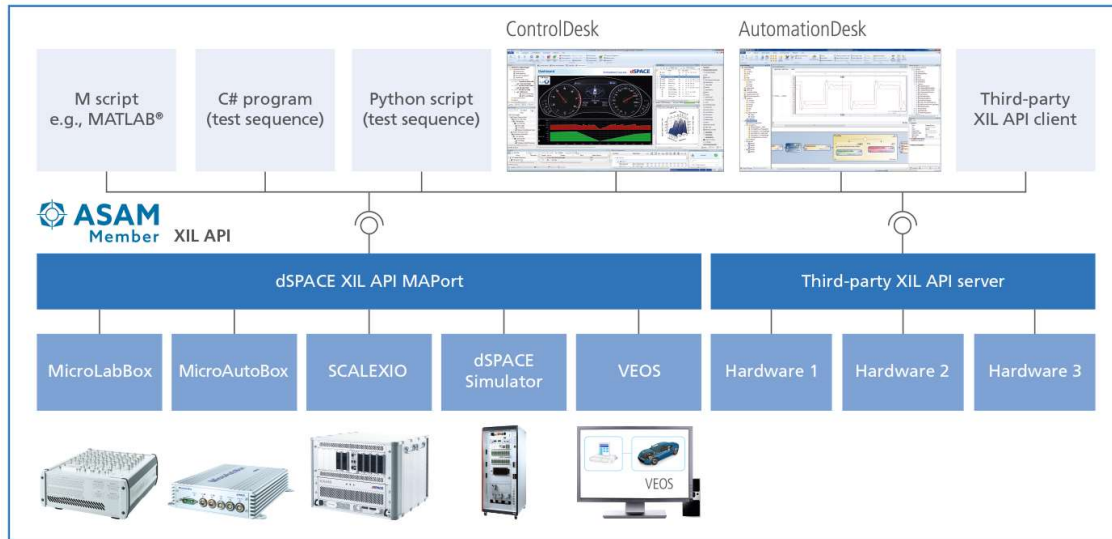 ControlDesk
AutomationDesk
M script
e.g., MATLAB®
C# program
(test sequence)
Python script
(test sequence)
dSPACE
Third-party
XIL API client
ASAM
Member
XIL API
dSPACE XIL API MAPort
Third-party XIL API server
MicroLabBox
MicroAutoBox
SCALEXIO
dSPACE
Simulator
VEOS
Hardware 1
Hardware 2
Hardware 3
VEOS